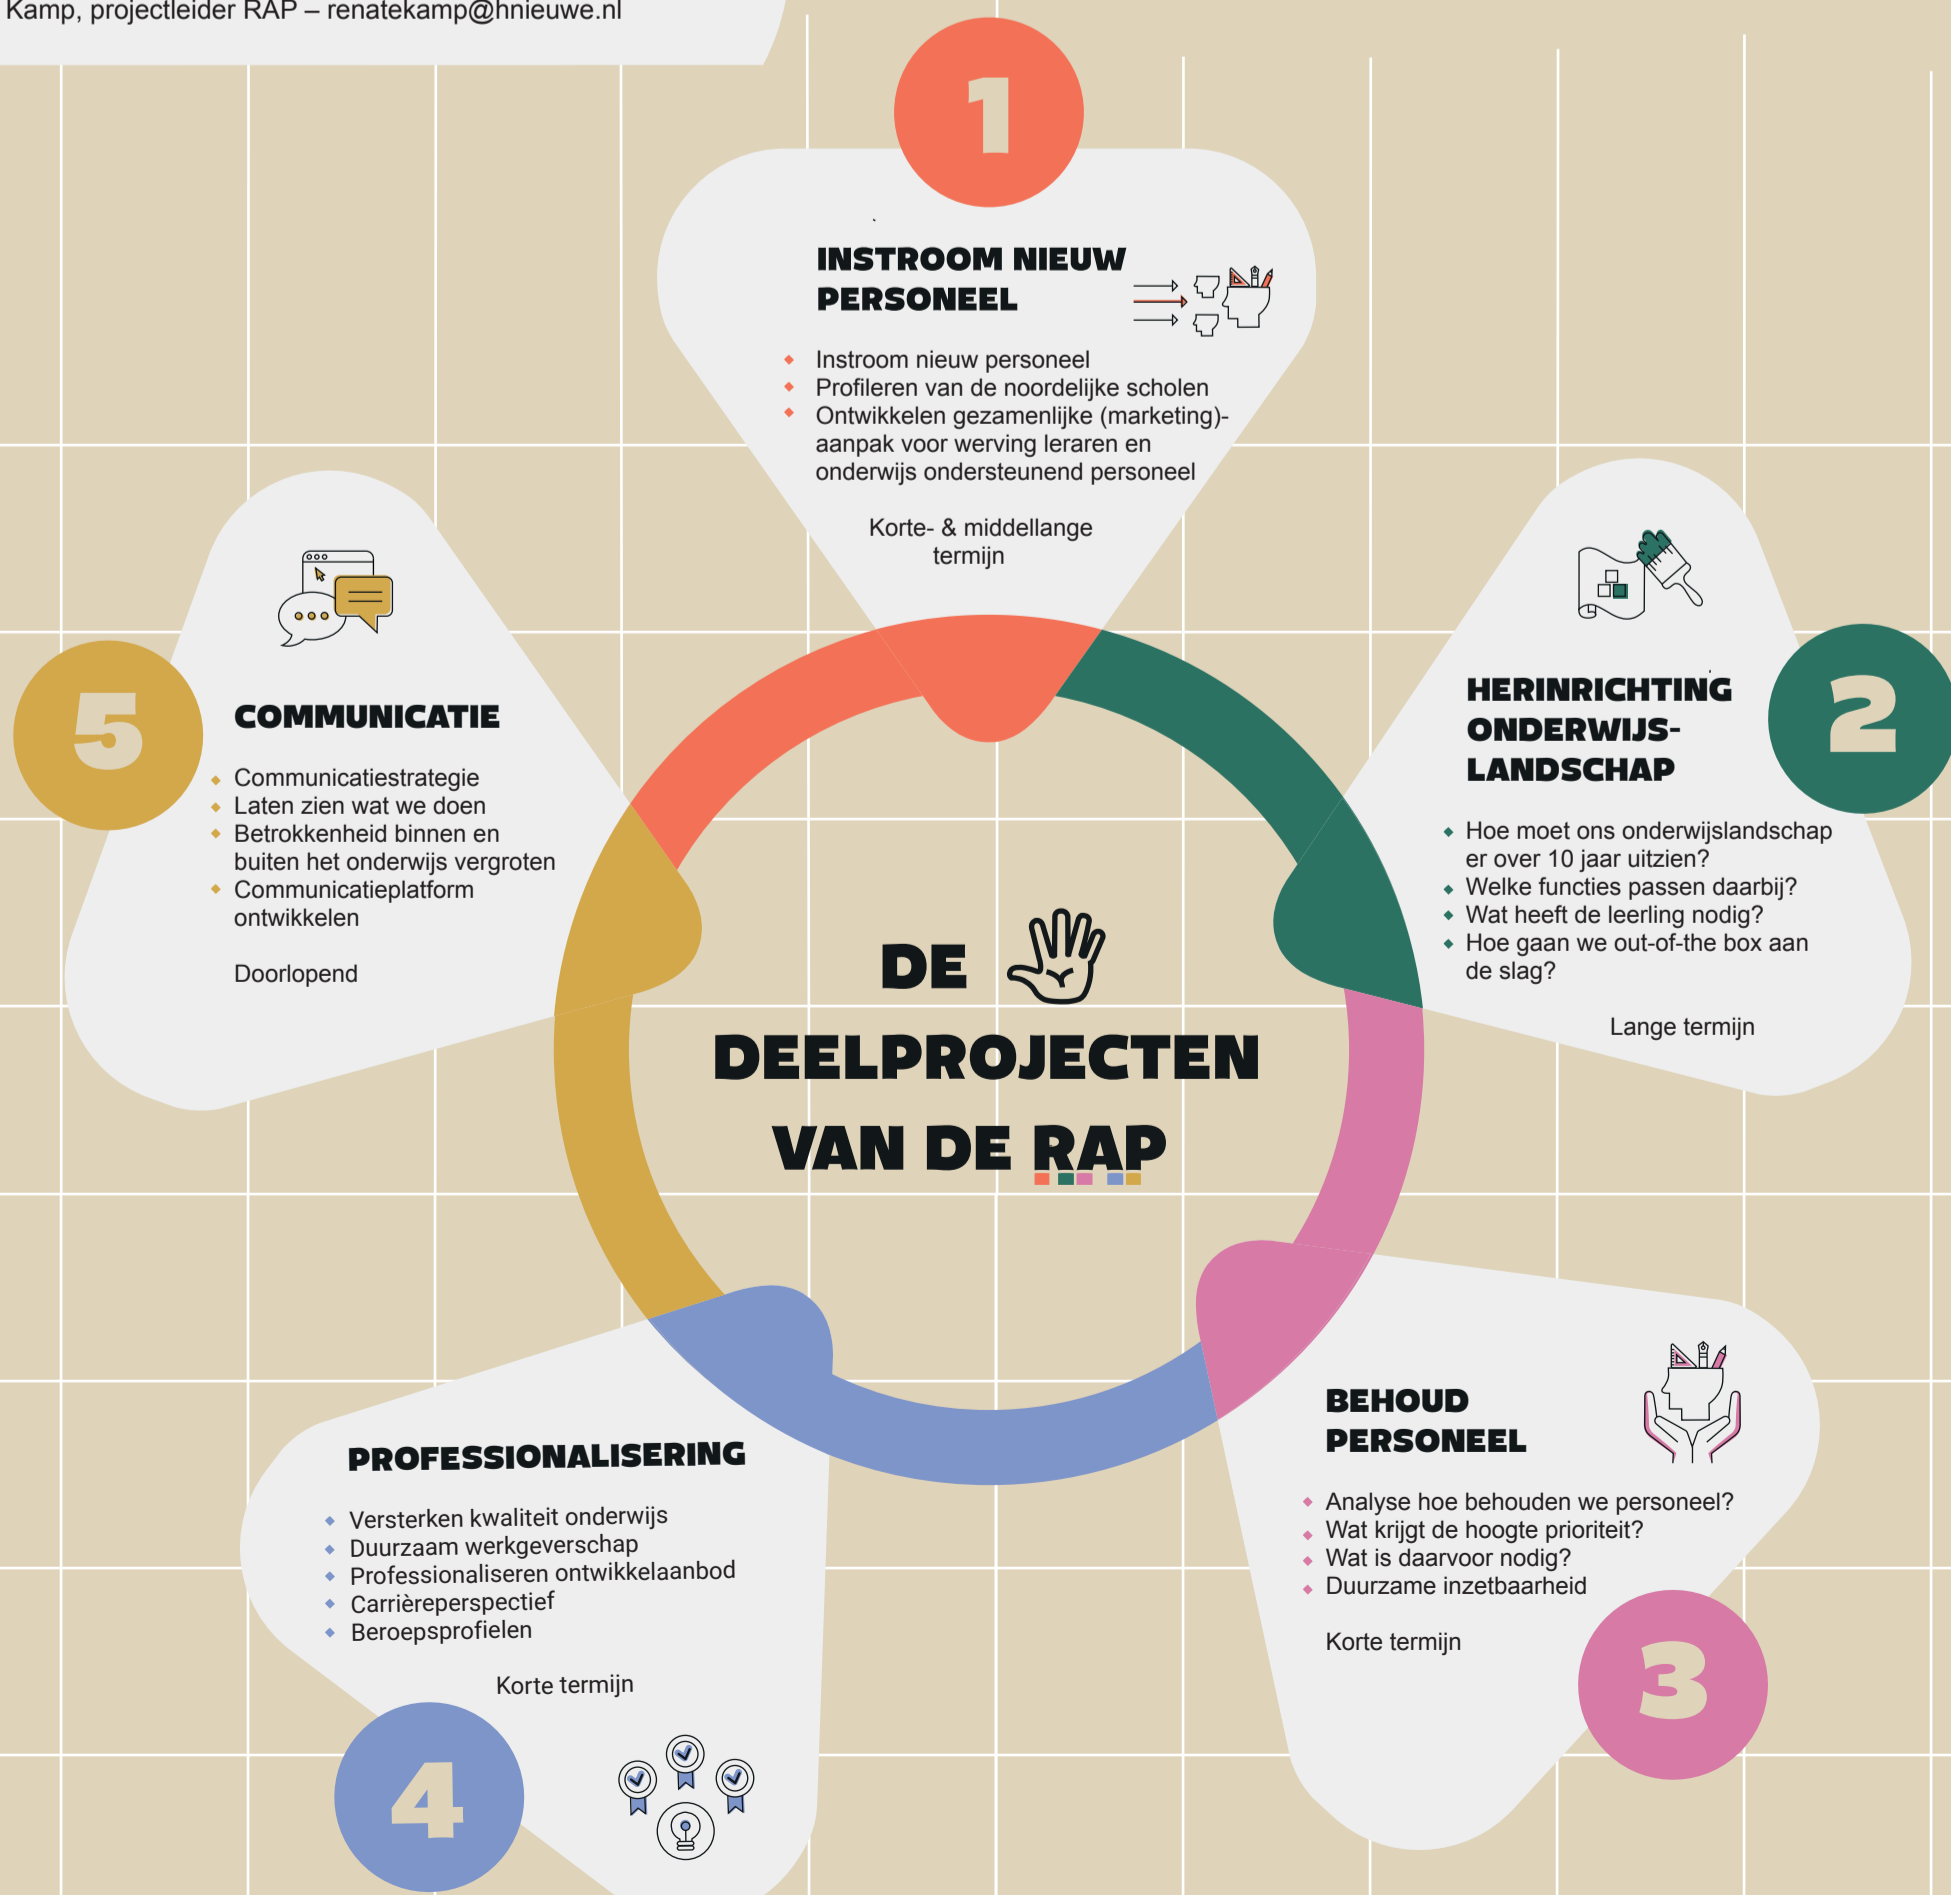 Kamp, projectleider RAP – renatekamp@hnieuwe.nl
1
INSTROOM NIEUW
PERSONEEL
Instroom nieuw personeel
Profileren van de noordelijke scholen
Ontwikkelen gezamenlijke (marketing)-
aanpak voor werving leraren en
onderwijs ondersteunend personeel
Korte- & middellange
termijn
2
HERINRICHTING
ONDERWIJS-
LANDSCHAP
Hoe moet ons onderwijslandschap
er over 10 jaar uitzien?
Welke functies passen daarbij?
Wat heeft de leerling nodig?
Hoe gaan we out-of-the box aan
de slag?
Lange termijn
5
COMMUNICATIE
Communicatiestrategie
Laten zien wat we doen
Betrokkenheid binnen en
buiten het onderwijs vergroten
Communicatieplatform
ontwikkelen
Doorlopend
DE
DEELPROJECTEN
VAN DE RAP
BEHOUD
PERSONEEL
Analyse hoe behouden we personeel?
Wat krijgt de hoogte prioriteit?
Wat is daarvoor nodig?
Duurzame inzetbaarheid
Korte termijn
3
PROFESSIONALISERING
Versterken kwaliteit onderwijs
Duurzaam werkgeverschap
Professionaliseren ontwikkelaanbod
Carrièreperspectief
Beroepsprofielen
Korte termijn
4